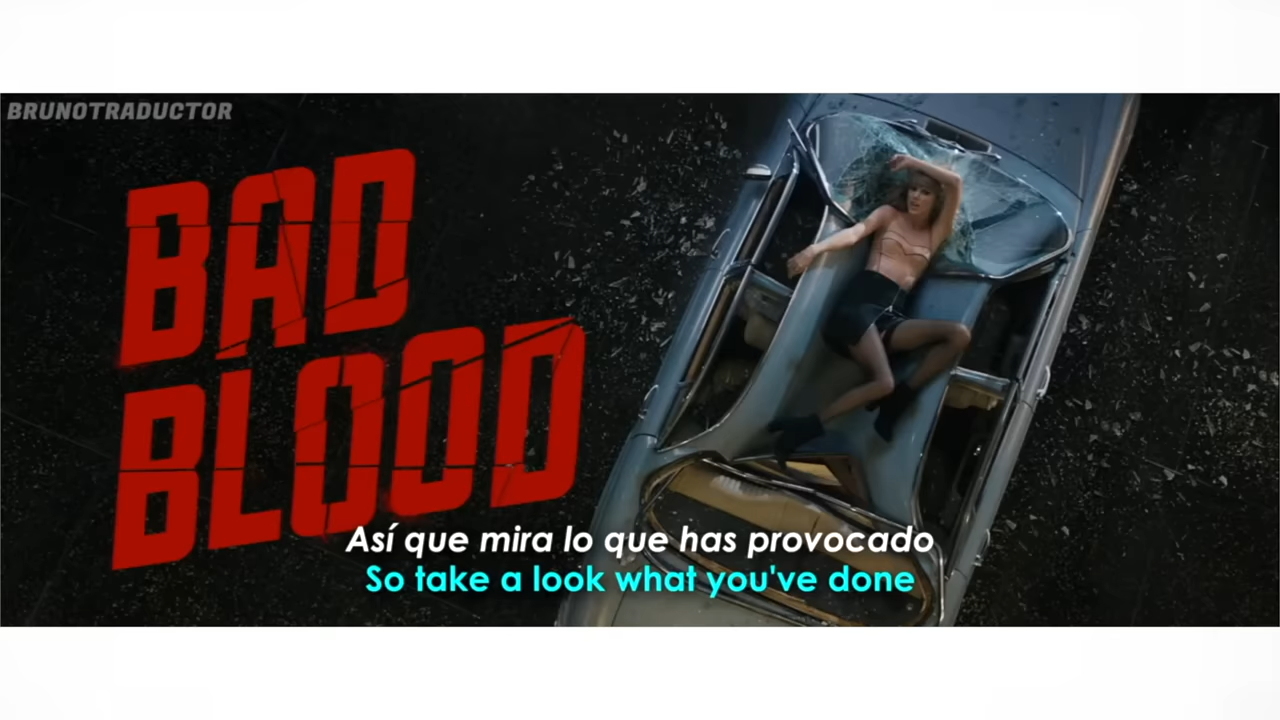 BRUNOTRADUCTOR
BAD
BLOOD
Así que mira lo que has provocado
So take a look what you've done